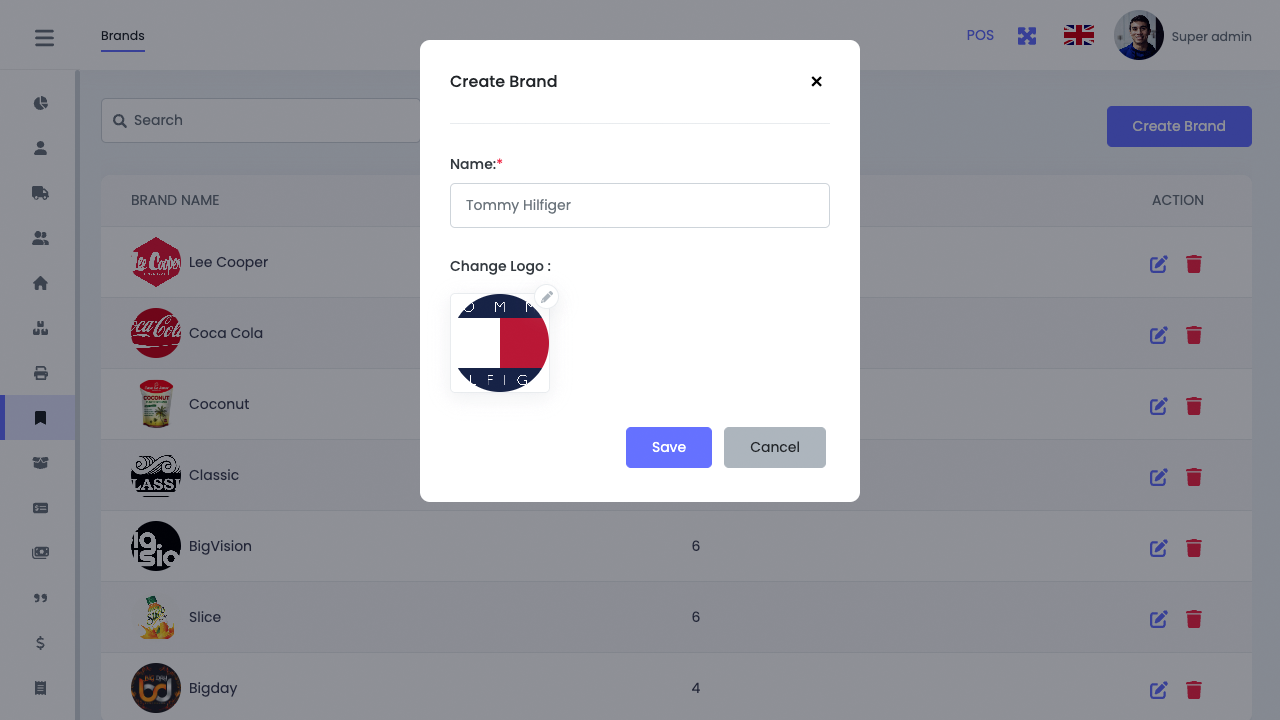 Brands
POS
Super admin
Search
Create Brand
BRAND NAME
ACTION
Lee Cooper
Coca Cola
Coconut
Classic
BigVision
6
Slice
6
Bigday
4
Create Brand
Name:*
Tommy Hilfiger
Change Logo :
O M M
L F I G
Save
Cancel